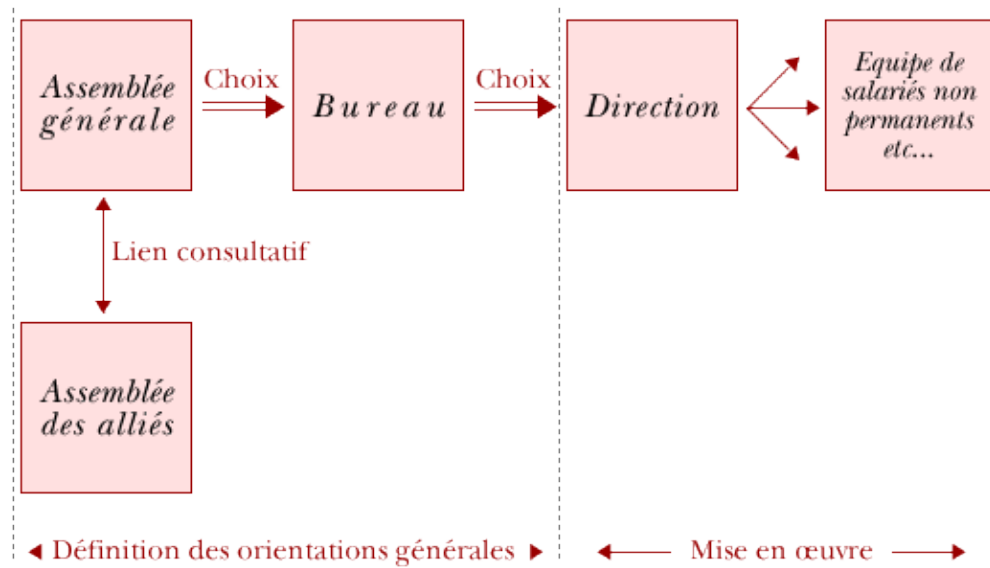 Assemblée
générale
Choix
Bureau
Choix
Direction
Equipe de
salariés non
permanents
etc...
Lien consultatif
Assemblée
des alliés
Définition des orientations générales
Mise en œuvre